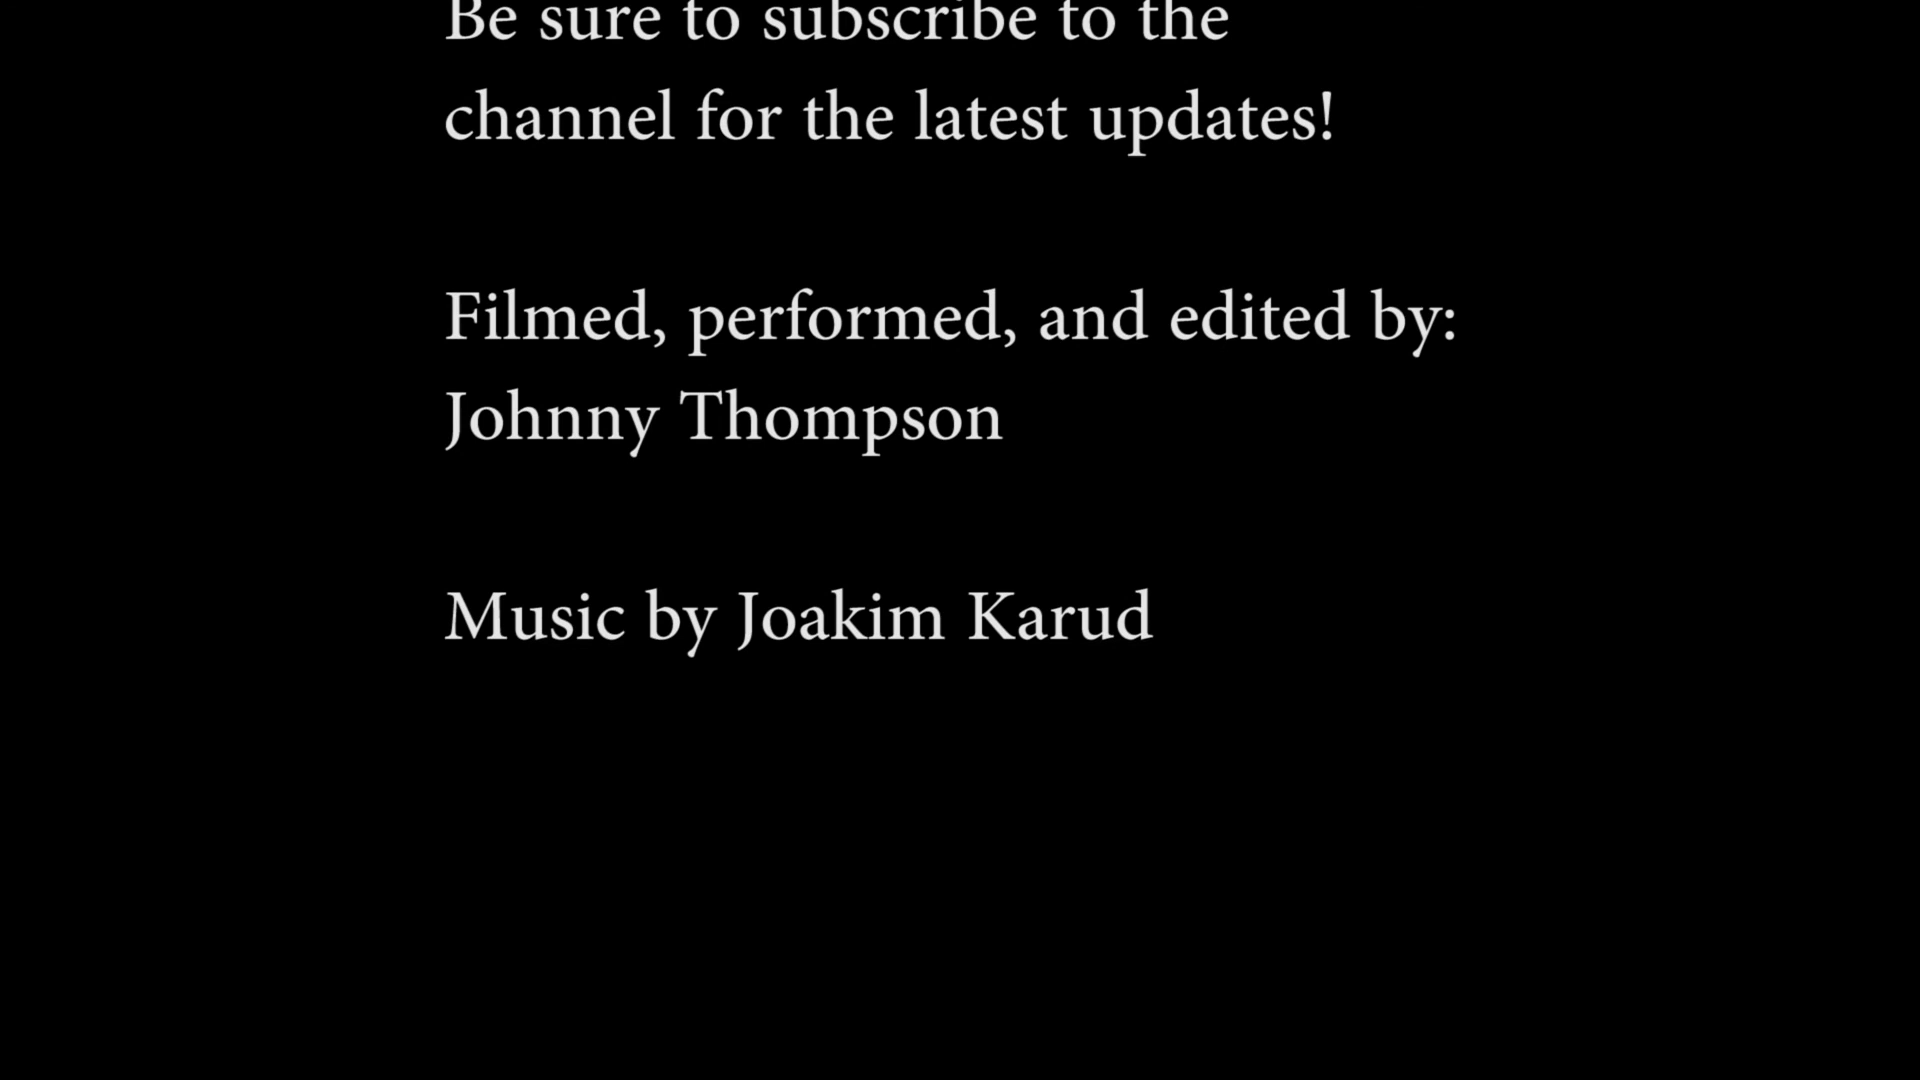 Be sure to subscribe to the
channel for the latest updates!
Filmed, performed, and edited by:
Johnny Thompson
Music by Joakim Karud